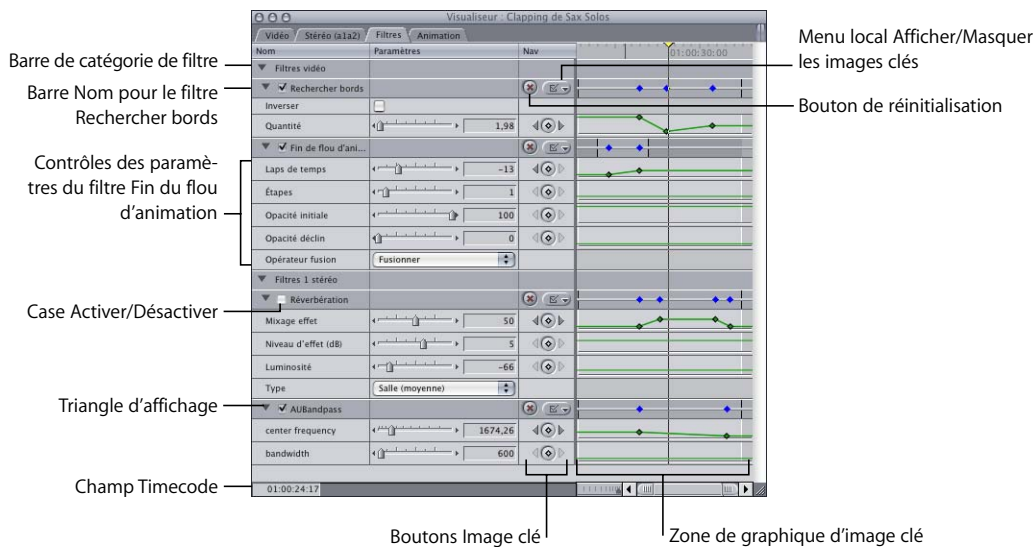 Visualiseur : Clapping de Sax Solos
Vidéo Stéréo (a1a2) Filtres Animation
Nom Paramètres Nav 01:00:30:00
Filtres vidéo
Rechercher bords
Inverser
Quantité 1,98
Fin de flou d'ani...
Laps de temps -13
Étapes 1
Opacité initiale 100
Opacité déclin 0
Opérateur fusion Fusionner
Filtres 1 stéréo
Réverbération
Mixage effet 50
Niveau d'effet (dB) 5
Luminosité -66
Type Salle (moyenne)
AUBandpass
center frequency 1674,26
bandwidth 600
01:00:24:17
Barre de catégorie de filtre
Barre Nom pour le filtre
Rechercher bords
Contrôles des paramè-
tres du filtre Fin du flou
d'animation
Case Activer/Désactiver
Triangle d'affichage
Champ Timecode
Menu local Afficher/Masquer
les images clés
Bouton de réinitialisation
Boutons Image clé
Zone de graphique d'image clé